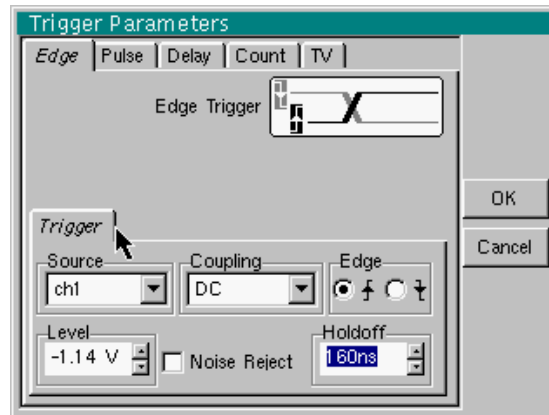 Trigger Parameters
Edge Pulse Delay Count TV
Edge Trigger
OK
Cancel
Trigger
Source Coupling Edge
ch1 DC
Level Holdoff
-1.14 V Noise Reject 160ns